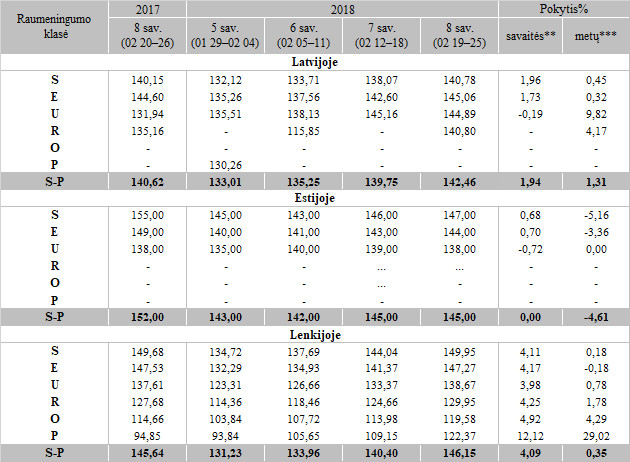 Raumeningumo klasė 2017 2018 Pokytis%
8 sav. (02 20–26) 5 sav. (01 29–02 04) 6 sav. (02 05–11) 7 sav. (02 12–18) 8 sav. (02 19–25) savaitės** metų***
Latvijoje
S 140,15 132,12 133,71 138,07 140,78 1,96 0,45
E 144,60 135,26 137,56 142,60 145,06 1,73 0,32
U 131,94 135,51 138,13 145,16 144,89 -0,19 9,82
R 135,16 - 115,85 - 140,80 - 4,17
O - - - - - - -
P - 130,26 - - - - -
S-P 140,62 133,01 135,25 139,75 142,46 1,94 1,31
Estijoje
S 155,00 145,00 143,00 146,00 147,00 0,68 -5,16
E 149,00 140,00 141,00 143,00 144,00 0,70 -3,36
U 138,00 135,00 140,00 139,00 138,00 -0,72 0,00
R - - - ... ... - -
O - - - ... - - -
P - - - - - - -
S-P 152,00 143,00 142,00 145,00 145,00 0,00 -4,61
Lenkijoje
S 149,68 134,72 137,69 144,04 149,95 4,11 0,18
E 147,53 132,29 134,93 141,37 147,27 4,17 -0,18
U 137,61 123,31 126,66 133,37 138,67 3,98 0,78
R 127,68 114,36 118,46 124,66 129,95 4,25 1,78
O 114,66 103,84 107,72 113,98 119,58 4,92 4,29
P 94,85 93,84 105,65 109,15 122,37 12,12 29,02
S-P 145,64 131,23 133,96 140,40 146,15 4,09 0,35